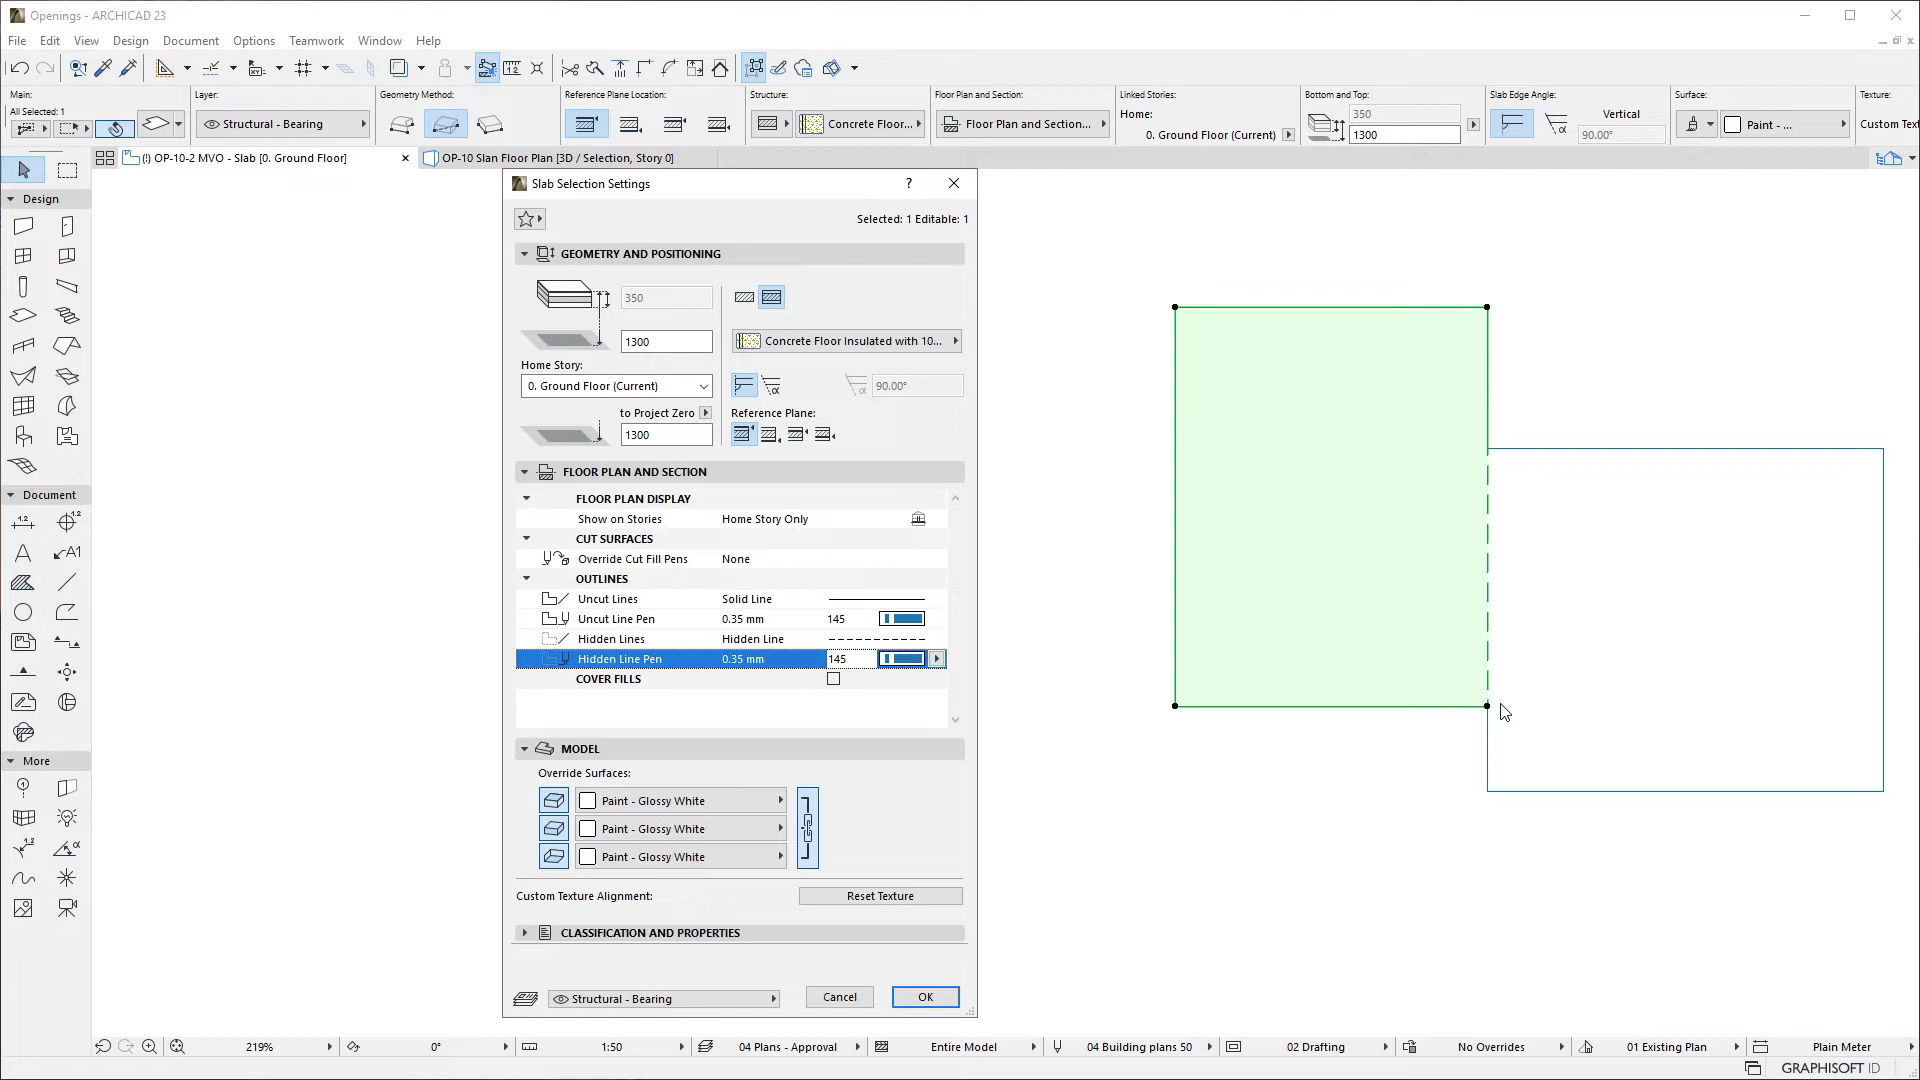 Openings - ARCHICAD 23
File Edit View Design Document Options Teamwork Window Help
Main:
All Selected: 1
Layer:
Structural - Bearing
Geometry Method:
Reference Plane Location:
Structure:
Concrete Floor...
Floor Plan and Section:
Floor Plan and Section...
Linked Stories:
Home:
0. Ground Floor (Current)
Bottom and Top:
350
1300
Slab Edge Angle:
Vertical
90.00°
Surface:
Paint - ...
Texture:
Custom Text
(!) OP-10-2 MVO - Slab [0. Ground Floor]
OP-10 Slan Floor Plan [3D / Selection, Story 0]
Design
Document
More
Slab Selection Settings
?
Selected: 1 Editable: 1
GEOMETRY AND POSITIONING
350
1300
Concrete Floor Insulated with 10...
Home Story:
0. Ground Floor (Current)
90.00°
to Project Zero
Reference Plane:
1300
FLOOR PLAN AND SECTION
FLOOR PLAN DISPLAY
Show on Stories Home Story Only
CUT SURFACES
Override Cut Fill Pens None
OUTLINES
Uncut Lines Solid Line
Uncut Line Pen 0.35 mm 145
Hidden Lines Hidden Line
Hidden Line Pen 0.35 mm 145
COVER FILLS
MODEL
Override Surfaces:
Paint - Glossy White
Paint - Glossy White
Paint - Glossy White
Custom Texture Alignment:
Reset Texture
CLASSIFICATION AND PROPERTIES
Structural - Bearing
Cancel
OK
219% 0° 1:50 04 Plans - Approval Entire Model 04 Building plans 50 02 Drafting No Overrides 01 Existing Plan Plain Meter
GRAPHISOFT ID